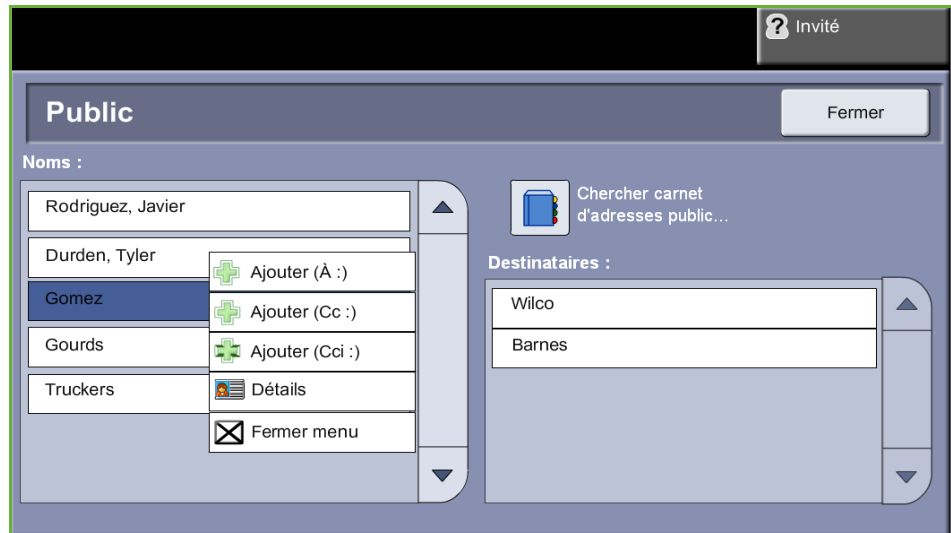 Invité
Public
Fermer
Noms :
Rodriguez, Javier
Durden, Tyler
Gomez
Gourds
Truckers
Ajouter (À :)
Ajouter (Cc :)
Ajouter (Cci :)
Détails
Fermer menu
Chercher carnet
d'adresses public...
Destinataires :
Wilco
Barnes